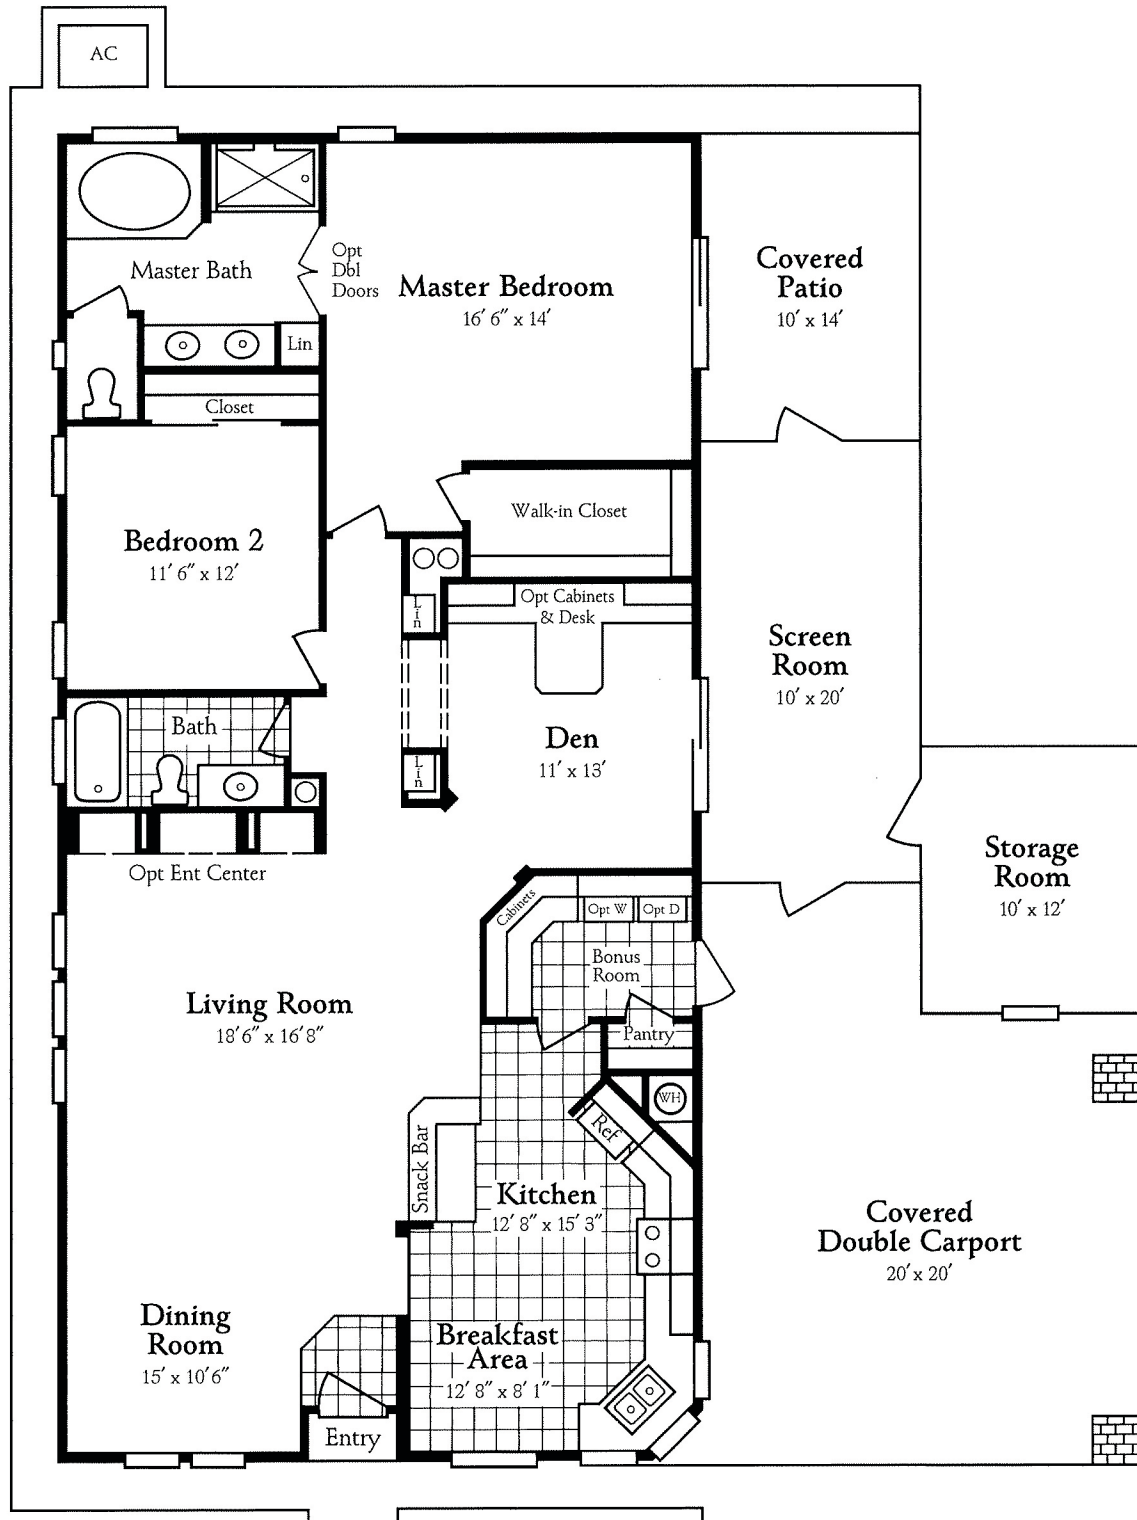 AC
Master Bath
Opt
Dbl
Doors
Master Bedroom
16' 6" x 14'
Covered
Patio
10' x 14'
Lin
Closet
Walk-in Closet
Bedroom 2
11' 6" x 12'
Lin
Opt Cabinets
& Desk
Screen
Room
10' x 20'
Bath
Den
11' x 13'
Lin
Opt Ent Center
Storage
Room
10' x 12'
Cabinets
Opt W
Opt D
Bonus
Room
Living Room
18'6" x 16'8"
Pantry
WH
Ref
Snack Bar
Kitchen
12' 8" x 15' 3"
Covered
Double Carport
20' x 20'
Dining
Room
15' x 10'6"
Breakfast
Area
12' 8" x 8' 1"
Entry